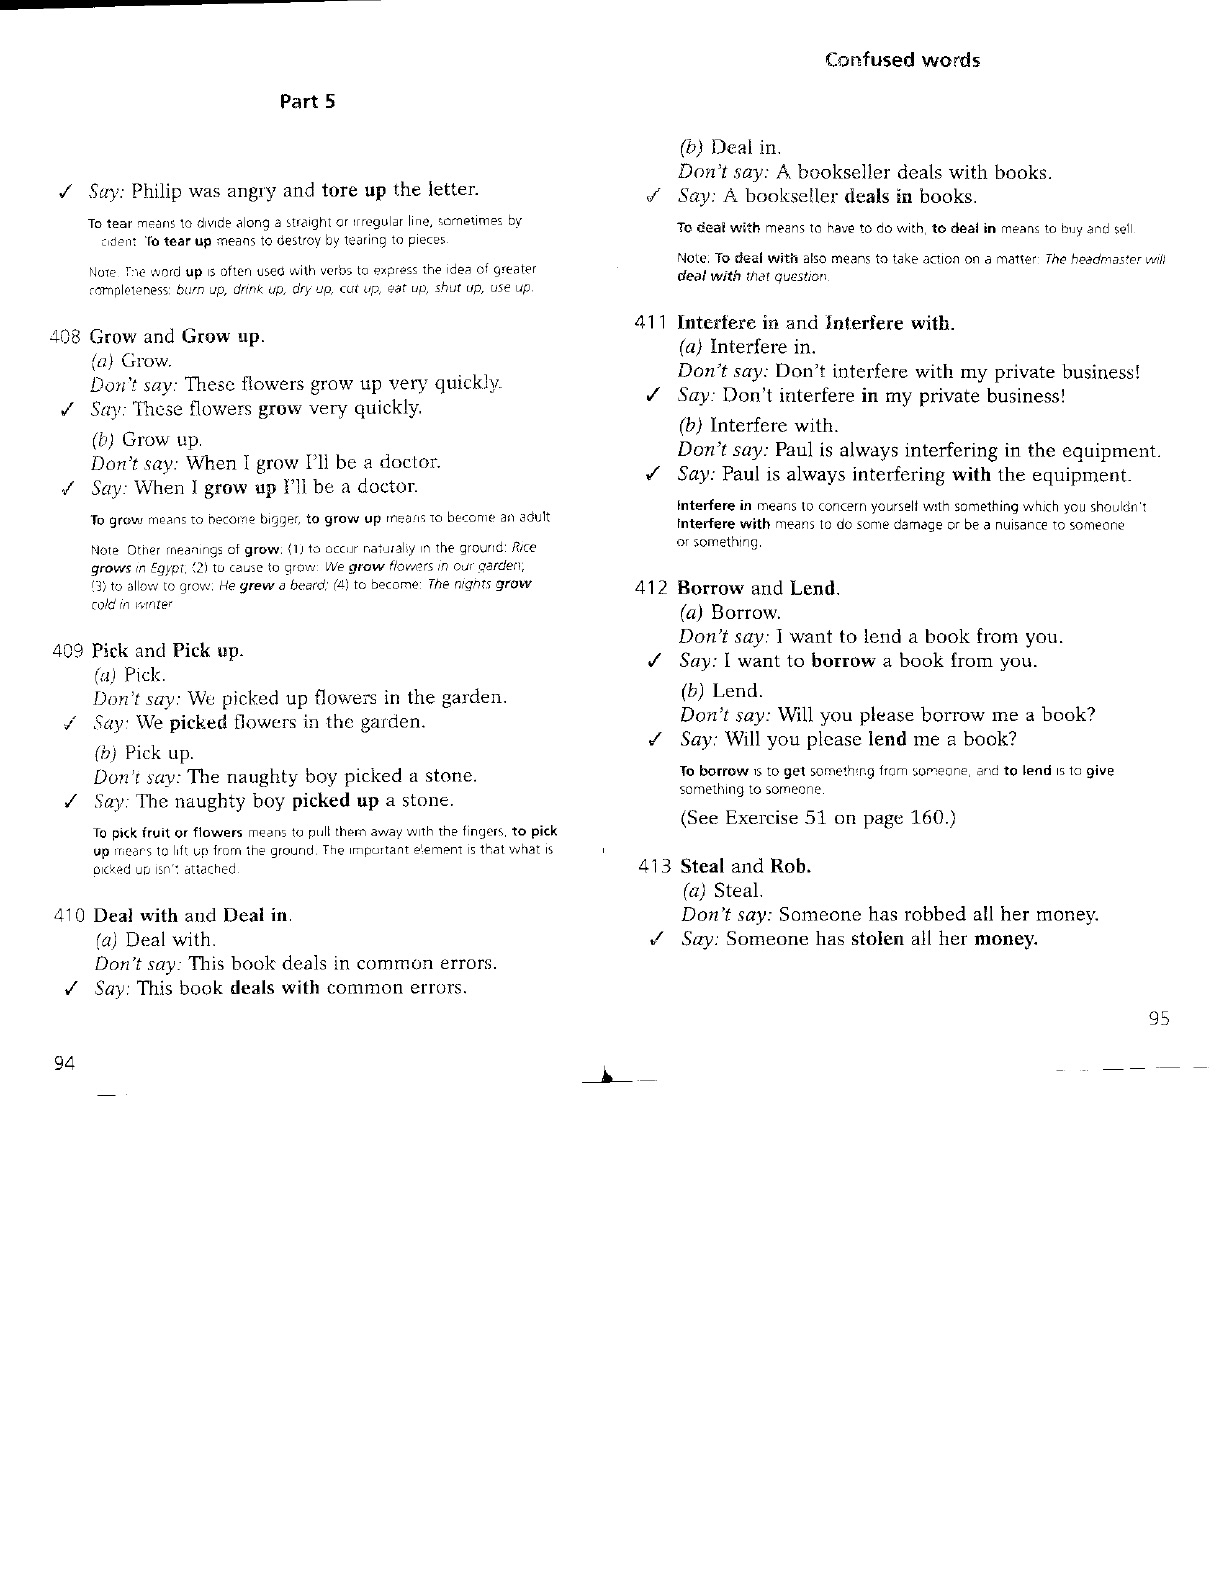 Part 5
✓ Say: Philip was angry and tore up the letter.
To tear means to divide along a straight or irregular line, sometimes by
cident. To tear up means to destroy by tearing to pieces.
Note: The word up is often used with verbs to express the idea of greater
completeness: burn up, drink up, dry up, cut up, eat up, shut up, use up.
408 Grow and Grow up.
(a) Grow.
Don't say: These flowers grow up very quickly.
✓ Say: These flowers grow very quickly.
(b) Grow up.
Don't say: When I grow I'll be a doctor.
✓ Say: When I grow up I'll be a doctor.
To grow means to become bigger, to grow up means to become an adult
Note Other meanings of grow: (1) to occur naturally in the ground: Rice
grows in Egypt; (2) to cause to grow: We grow flowers in our garden;
(3) to allow to grow: He grew a beard; (4) to become: The nights grow
cold in winter
409 Pick and Pick up.
(a) Pick.
Don't say: We picked up flowers in the garden.
✓ Say: We picked flowers in the garden.
(b) Pick up.
Don't say: The naughty boy picked a stone.
✓ Say: The naughty boy picked up a stone.
To pick fruit or flowers means to pull them away with the fingers, to pick
up means to lift up from the ground. The important element is that what is
picked up isn't attached.
410 Deal with and Deal in.
(a) Deal with.
Don't say: This book deals in common errors.
✓ Say: This book deals with common errors.
94
Confused words
(b) Deal in.
Don't say: A bookseller deals with books.
✓ Say: A bookseller deals in books.
To deal with means to have to do with, to deal in means to buy and sell.
Note: To deal with also means to take action on a matter: The headmaster will
deal with that question.
411 Interfere in and Interfere with.
(a) Interfere in.
Don't say: Don't interfere with my private business!
✓ Say: Don't interfere in my private business!
(b) Interfere with.
Don't say: Paul is always interfering in the equipment.
✓ Say: Paul is always interfering with the equipment.
Interfere in means to concern yourself with something which you shouldn't
Interfere with means to do some damage or be a nuisance to someone
or something.
412 Borrow and Lend.
(a) Borrow.
Don't say: I want to lend a book from you.
✓ Say: I want to borrow a book from you.
(b) Lend.
Don't say: Will you please borrow me a book?
✓ Say: Will you please lend me a book?
To borrow is to get something from someone, and to lend is to give
something to someone.
(See Exercise 51 on page 160.)
413 Steal and Rob.
(a) Steal.
Don't say: Someone has robbed all her money.
✓ Say: Someone has stolen all her money.
95